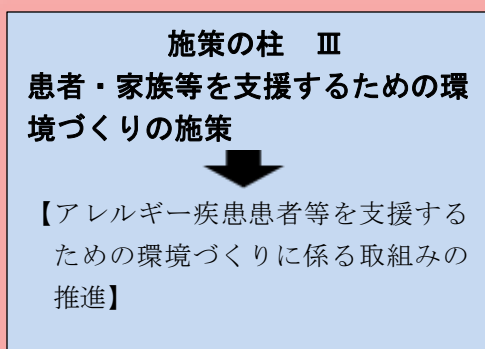 施策の柱　Ⅲ
患者・家族等を支援するための環
境づくりの施策
【アレルギー疾患患者等を支援する
ための環境づくりに係る取組みの
推進】